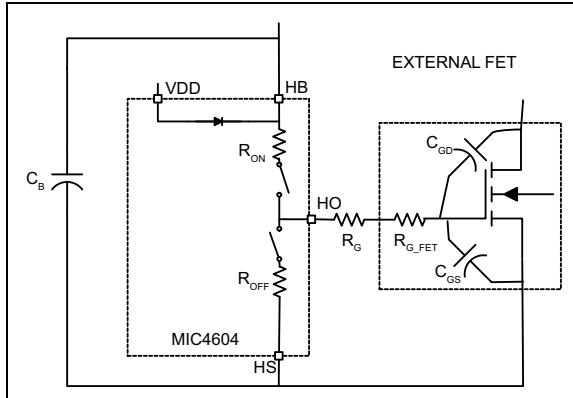 EXTERNAL FET
VDD
HB
C_GD
R_ON
C_B
HO
R_G
R_G_FET
C_GS
R_OFF
MIC4604
HS